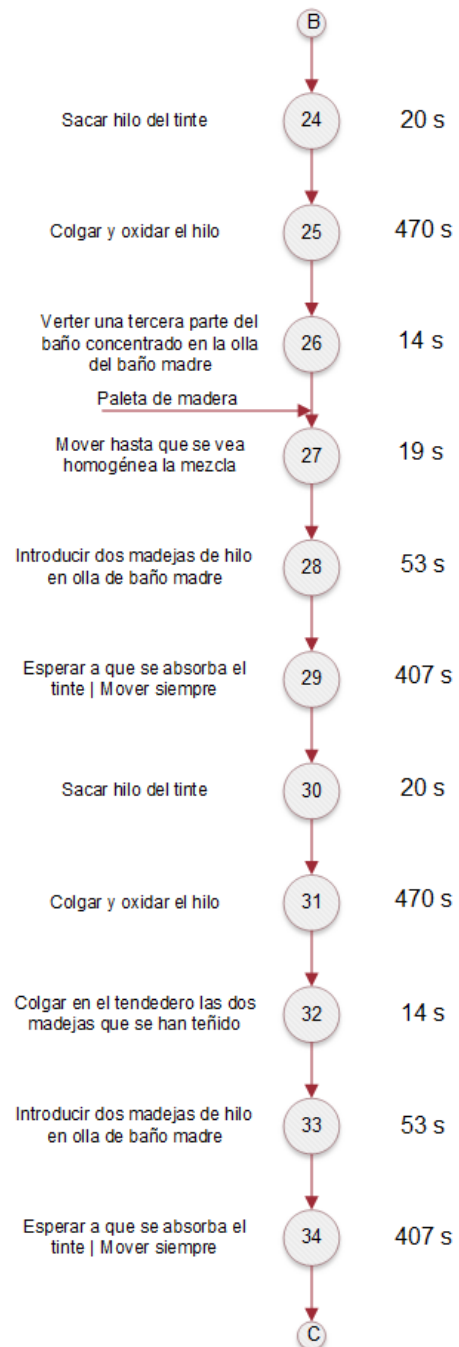 B
Sacar hilo del tinte
24
20 s
Colgar y oxidar el hilo
25
470 s
Verter una tercera parte del
baño concentrado en la olla
del baño madre
26
14 s
Paleta de madera
Mover hasta que se vea
homogénea la mezcla
27
19 s
Introducir dos madejas de hilo
en olla de baño madre
28
53 s
Esperar a que se absorba el
tinte | Mover siempre
29
407 s
Sacar hilo del tinte
30
20 s
Colgar y oxidar el hilo
31
470 s
Colgar en el tendedero las dos
madejas que se han teñido
32
14 s
Introducir dos madejas de hilo
en olla de baño madre
33
53 s
Esperar a que se absorba el
tinte | Mover siempre
34
407 s
C